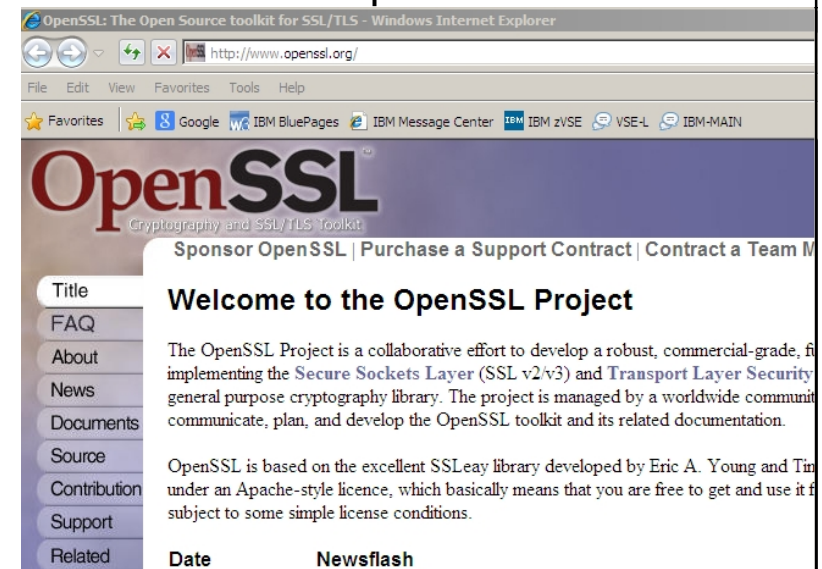 OpenSSL: The Open Source toolkit for SSL/TLS - Windows Internet Explorer
http://www.openssl.org/
File Edit View Favorites Tools Help
Favorites Google IBM BluePages IBM Message Center IBM IBM zVSE VSE-L IBM-MAIN
OpenSSL™
Cryptography and SSL/TLS Toolkit
Sponsor OpenSSL | Purchase a Support Contract | Contract a Team M
Title
Welcome to the OpenSSL Project
FAQ
About
News
Documents
Source
Contribution
Support
Related
The OpenSSL Project is a collaborative effort to develop a robust, commercial-grade, fu
implementing the Secure Sockets Layer (SSL v2/v3) and Transport Layer Security
general purpose cryptography library. The project is managed by a worldwide communit
communicate, plan, and develop the OpenSSL toolkit and its related documentation.
OpenSSL is based on the excellent SSLeay library developed by Eric A. Young and Tim
under an Apache-style licence, which basically means that you are free to get and use it f
subject to some simple license conditions.
Date Newsflash